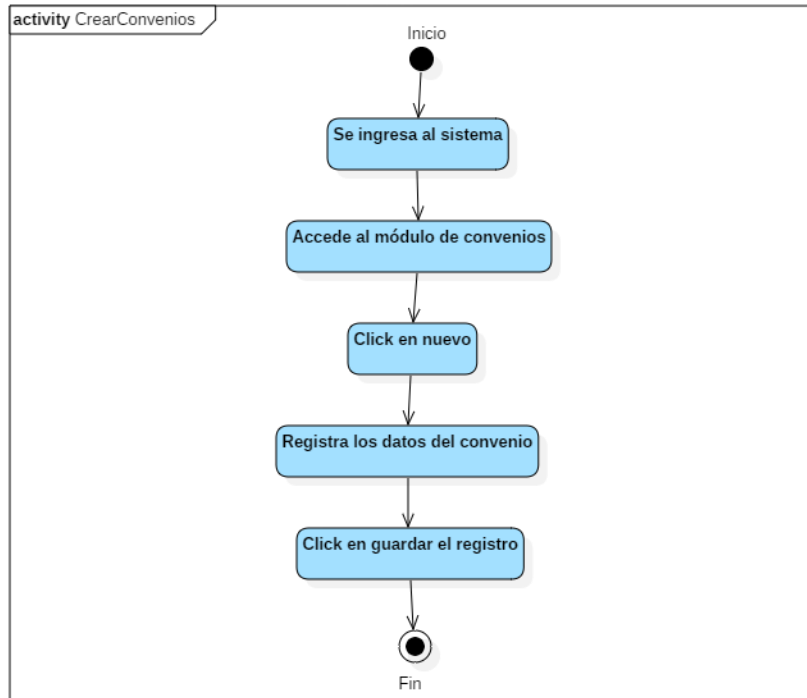 activity CrearConvenios
Inicio
Se ingresa al sistema
Accede al módulo de convenios
Click en nuevo
Registra los datos del convenio
Click en guardar el registro
Fin